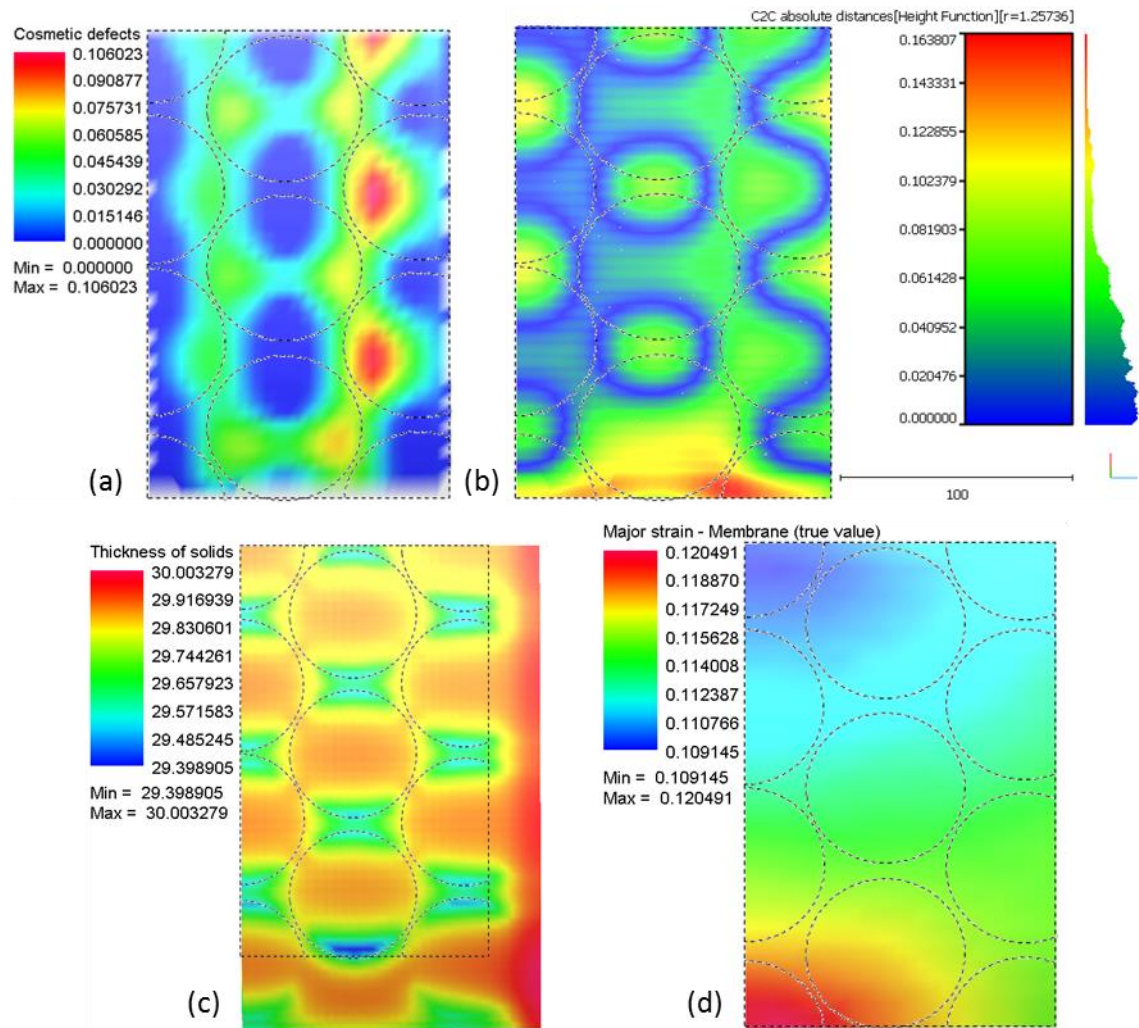 Cosmetic defects
0.106023
0.090877
0.075731
0.060585
0.045439
0.030292
0.015146
0.000000
Min = 0.000000
Max = 0.106023
(a)
(b)
C2C absolute distances[Height Function][r=1.25736]
0.163807
0.143331
0.122855
0.102379
0.081903
0.061428
0.040952
0.020476
0.000000
100
Thickness of solids
30.003279
29.916939
29.830601
29.744261
29.657923
29.571583
29.485245
29.398905
Min = 29.398905
Max = 30.003279
(c)
Major strain - Membrane (true value)
0.120491
0.118870
0.117249
0.115628
0.114008
0.112387
0.110766
0.109145
Min = 0.109145
Max = 0.120491
(d)